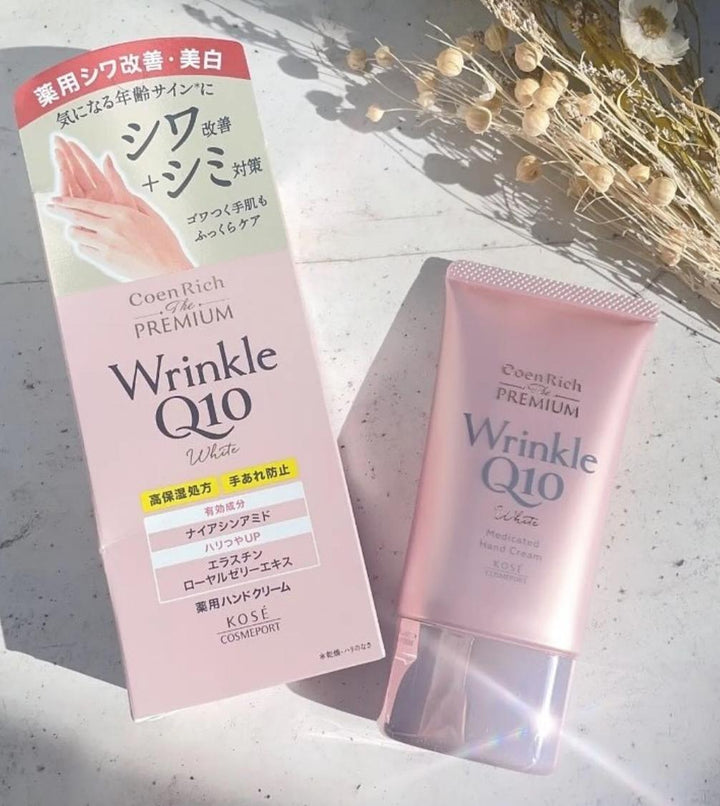 薬用シワ改善・美白
気になる年齢サイン*に
シワ改善
+シミ対策
ゴワつく手肌も
ふっくらケア
Coen Rich
The
PREMIUM
Wrinkle
Q10
White
高保湿処方 手あれ防止
有効成分
ナイアシンアミド
ハリつやUP
エラスチン
ローヤルゼリーエキス
薬用ハンドクリーム
KOSÉ
COSMEPORT
*乾燥・ハリのなさ
Coen Rich
The
PREMIUM
Wrinkle
Q10
White
Medicated
Hand Cream
KOSÉ
COSMEPORT